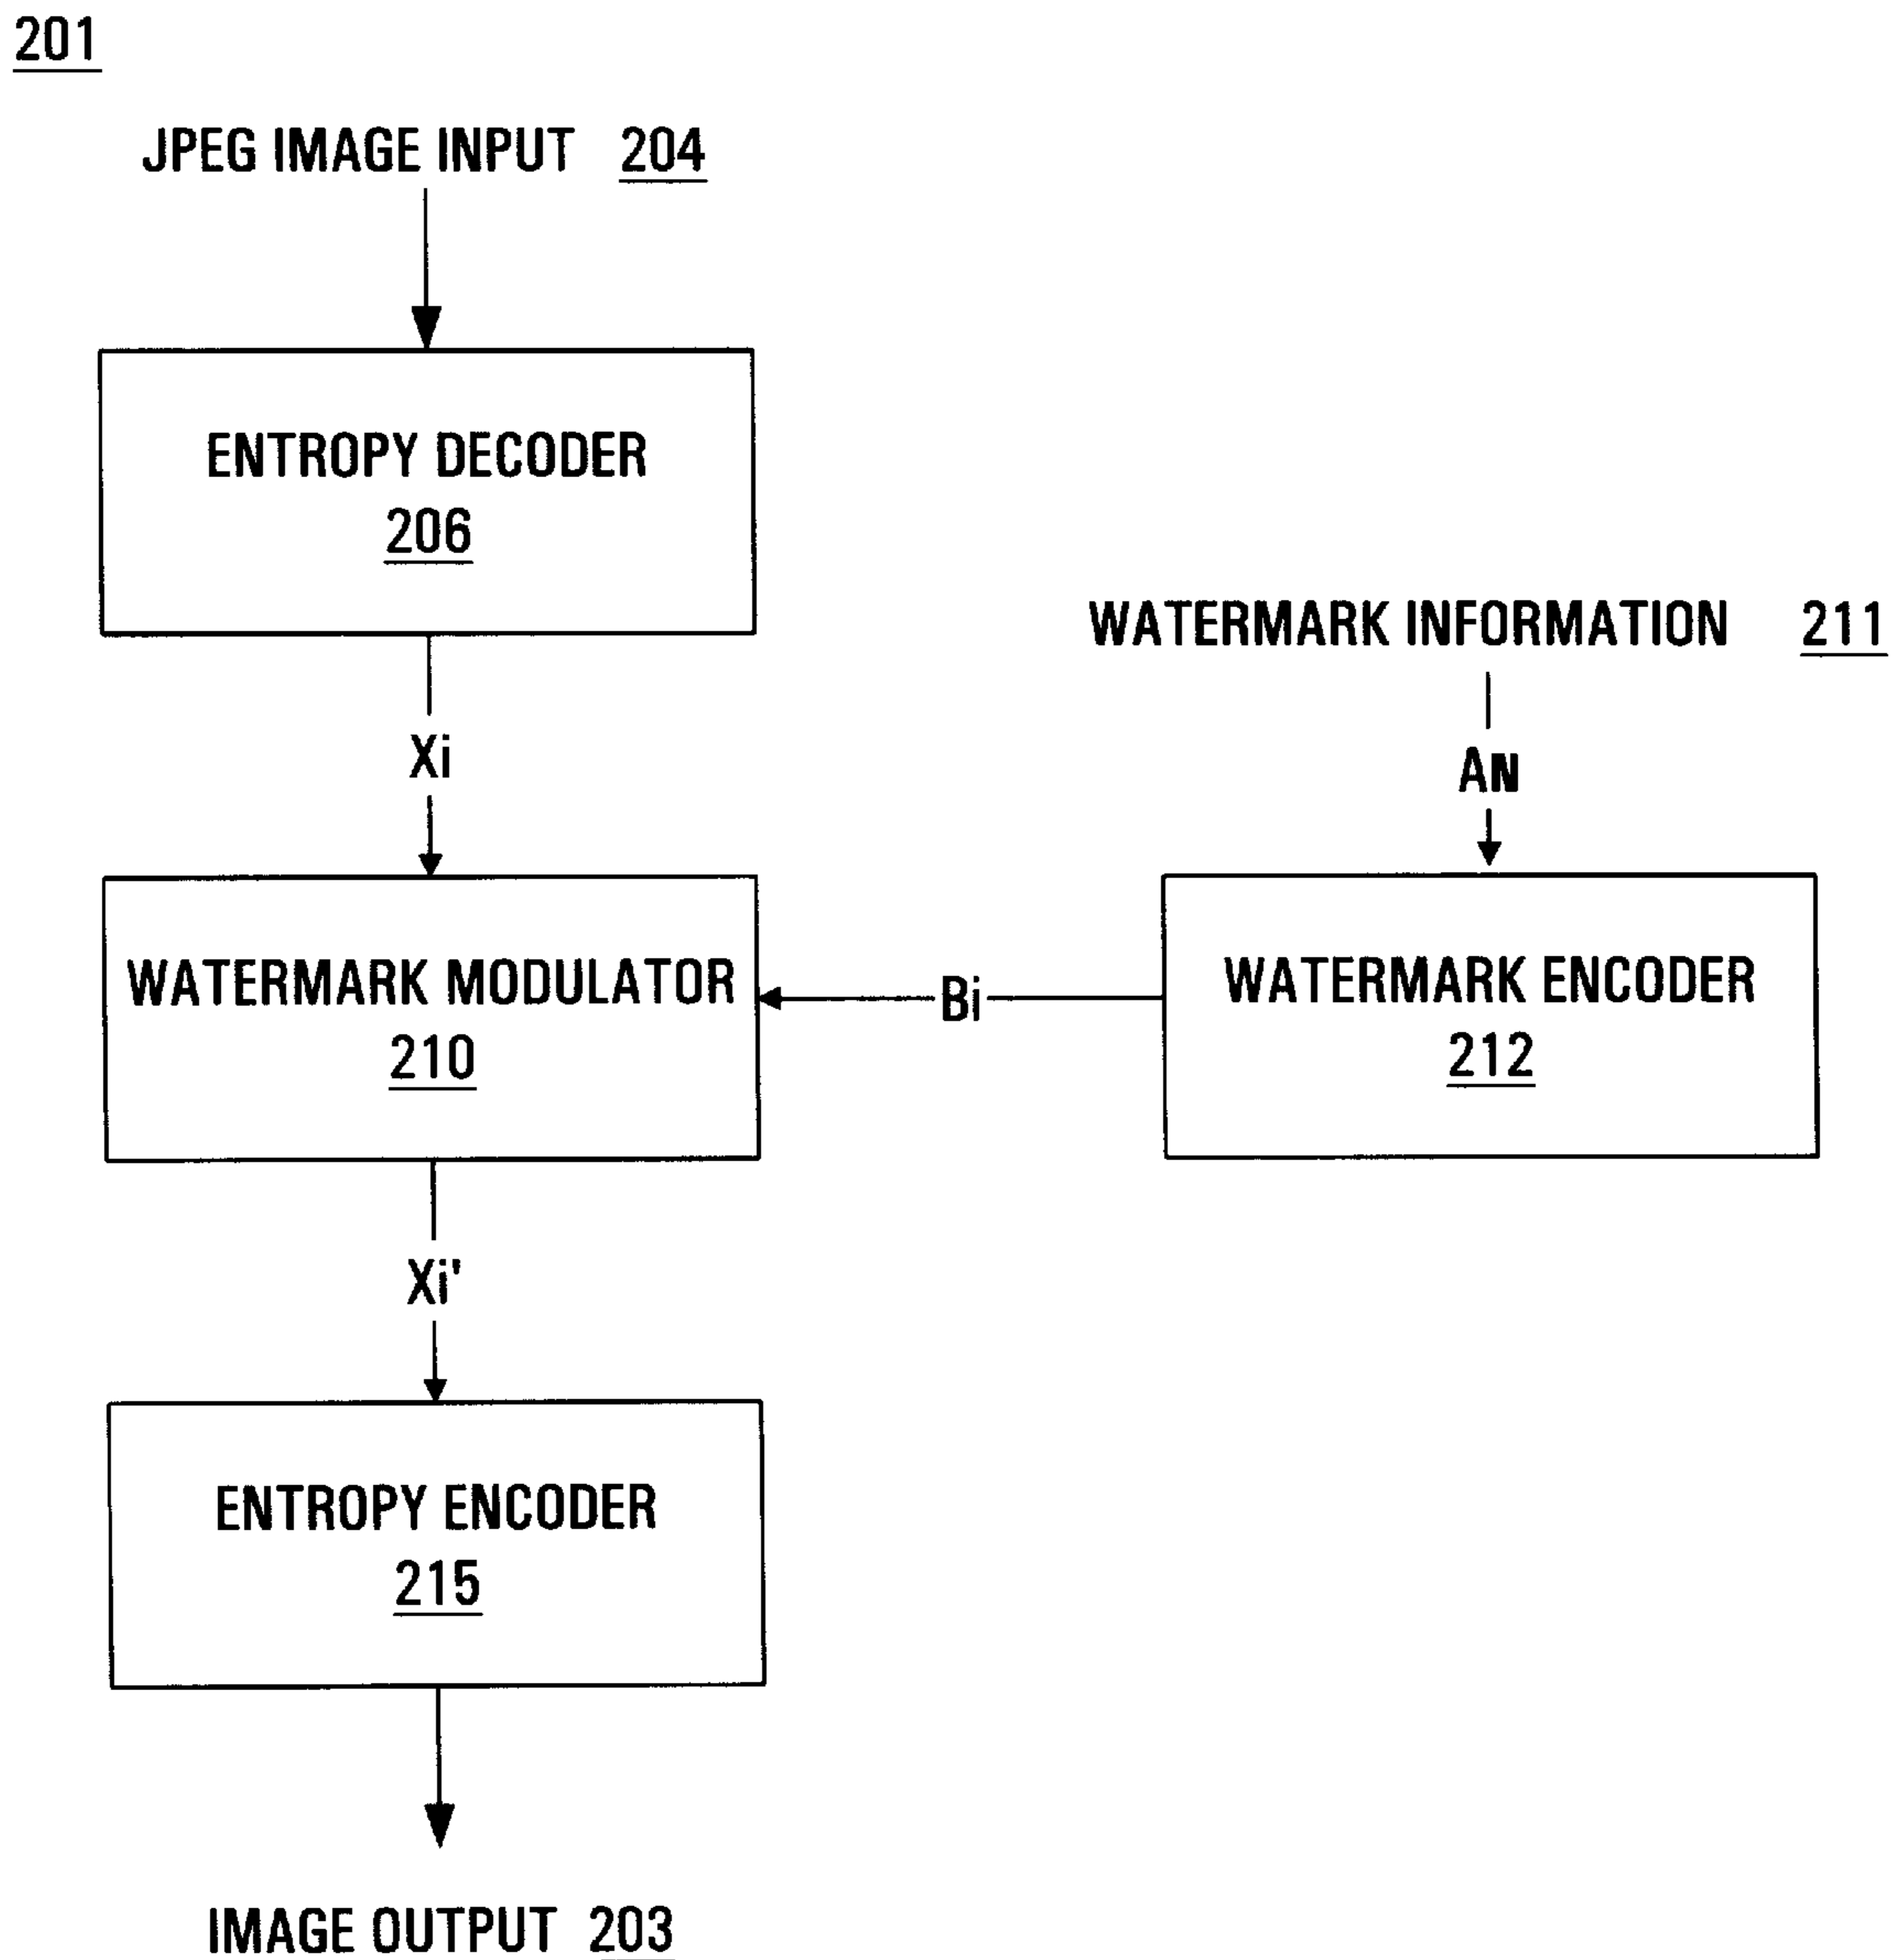 201
JPEG IMAGE INPUT 204
ENTROPY DECODER
206
WATERMARK INFORMATION 211
Xi
AN
WATERMARK MODULATOR
210
Bi
WATERMARK ENCODER
212
Xi'
ENTROPY ENCODER
215
IMAGE OUTPUT 203